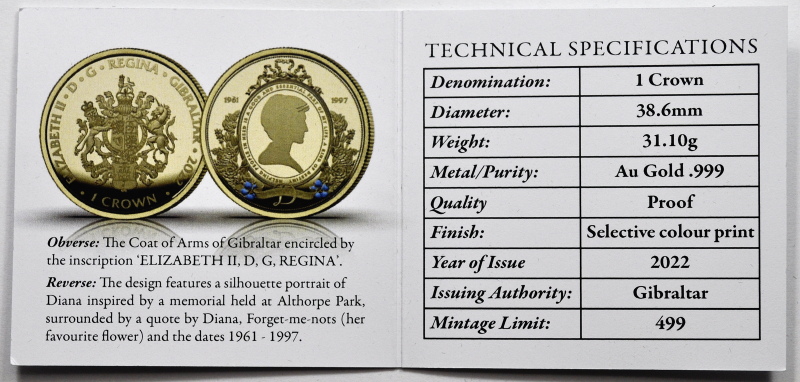 ELIZABETH II · D · G · REGINA · GIBRALTAR
· 1 CROWN ·
1961 1997
D
Obverse: The Coat of Arms of Gibraltar encircled by
the inscription ‘ELIZABETH II, D, G, REGINA’.
Reverse: The design features a silhouette portrait of
Diana inspired by a memorial held at Althorpe Park,
surrounded by a quote by Diana, Forget-me-nots (her
favourite flower) and the dates 1961 - 1997.
TECHNICAL SPECIFICATIONS
Denomination: 1 Crown
Diameter: 38.6mm
Weight: 31.10g
Metal/Purity: Au Gold .999
Quality Proof
Finish: Selective colour print
Year of Issue 2022
Issuing Authority: Gibraltar
Mintage Limit: 499